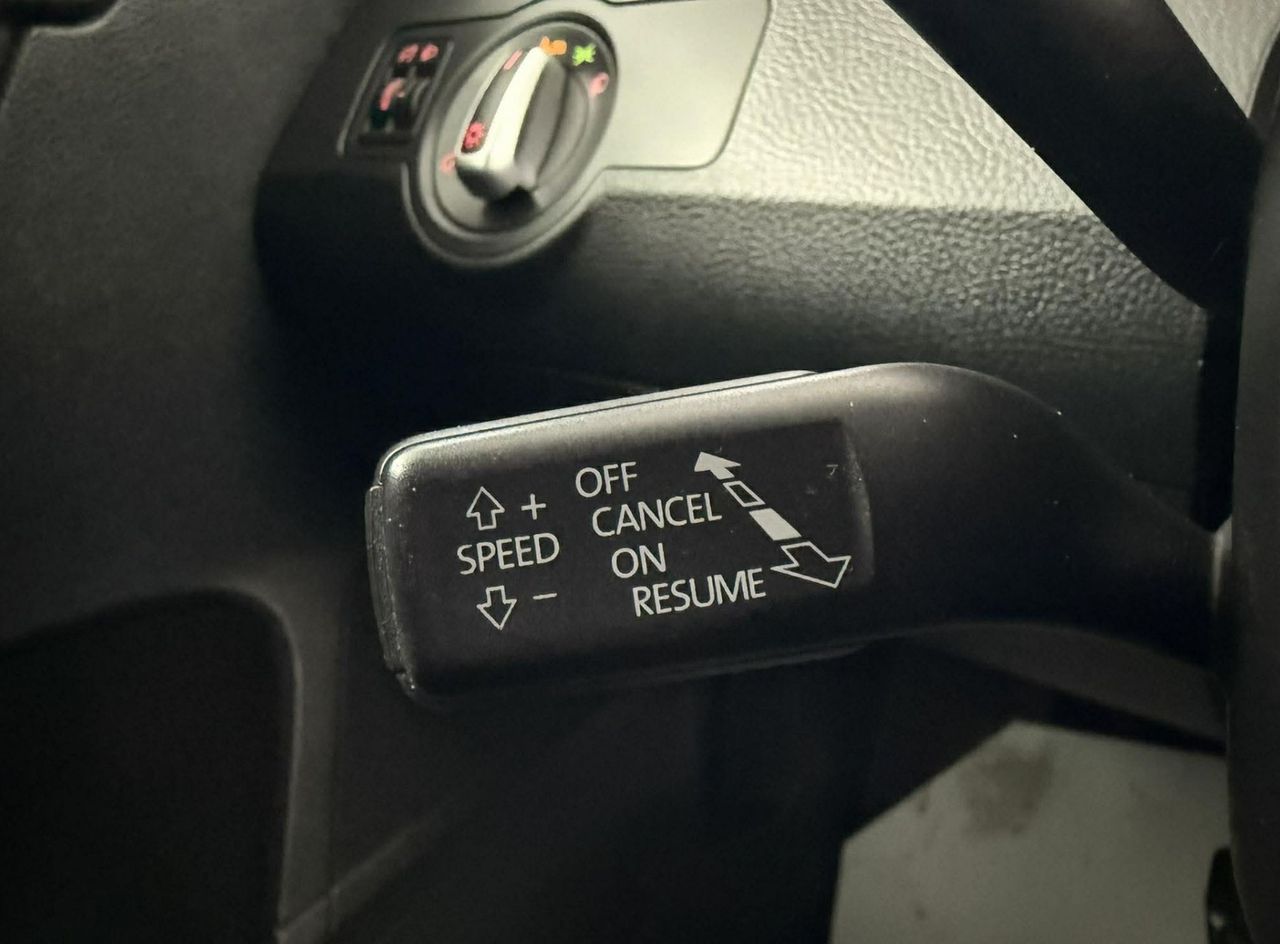 +
SPEED
−
OFF
CANCEL
ON
RESUME